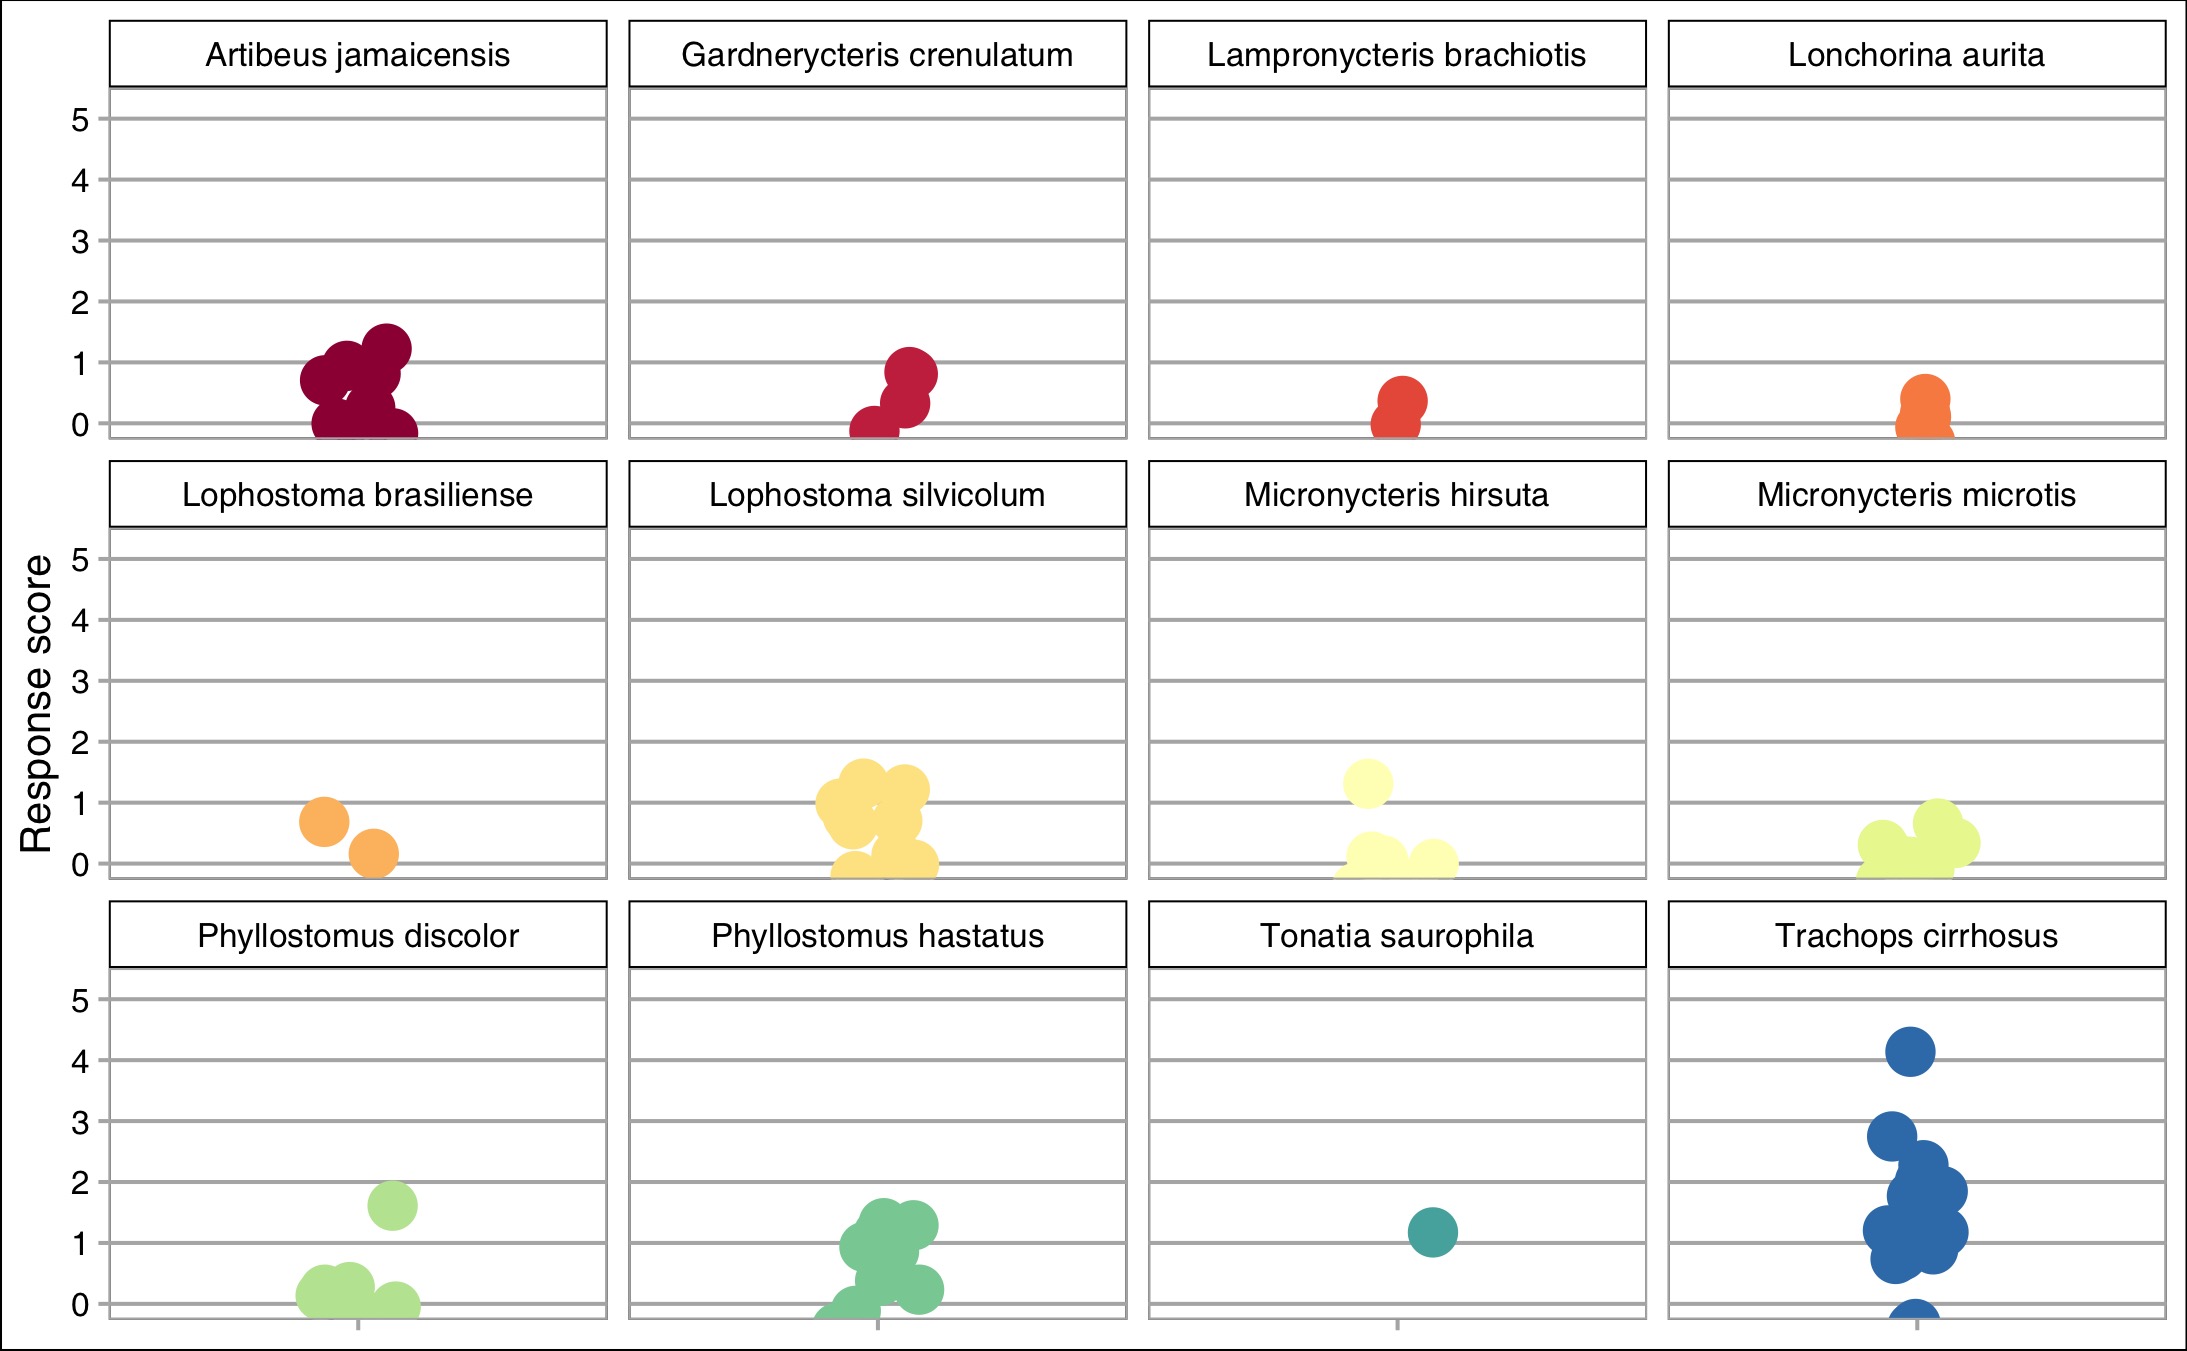 Artibeus jamaicensis
Gardnerycteris crenulatum
Lampronycteris brachiotis
Lonchorina aurita
5
4
3
2
1
0
Lophostoma brasiliense
Lophostoma silvicolum
Micronycteris hirsuta
Micronycteris microtis
Response score
5
4
3
2
1
0
Phyllostomus discolor
Phyllostomus hastatus
Tonatia saurophila
Trachops cirrhosus
5
4
3
2
1
0